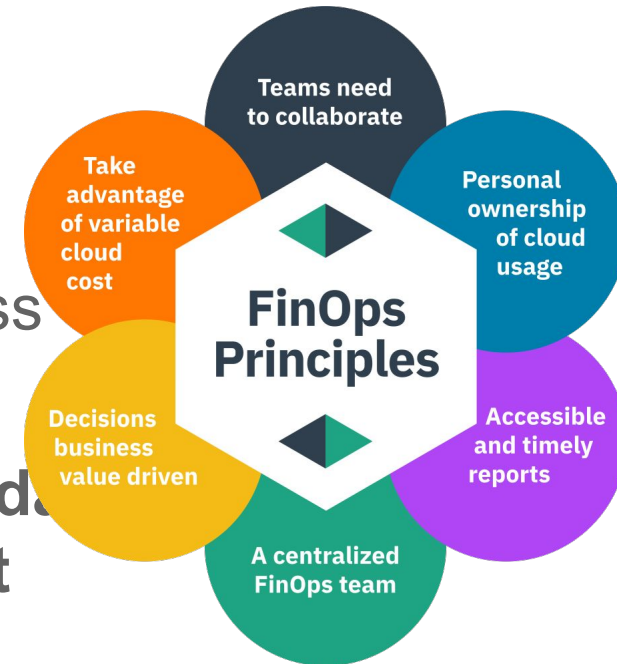 Teams need
to collaborate
Take
advantage
of variable
cloud
cost
Personal
ownership
of cloud
usage
ss
FinOps
Principles
Decisions
business
value driven
Accessible
and timely
reports
A centralized
FinOps team